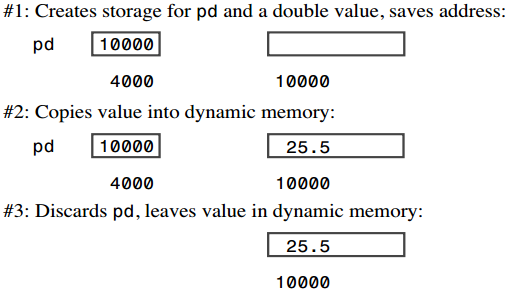 #1: Creates storage for pd and a double value, saves address:
pd 10000
4000 10000
#2: Copies value into dynamic memory:
pd 10000 25.5
4000 10000
#3: Discards pd, leaves value in dynamic memory:
25.5
10000